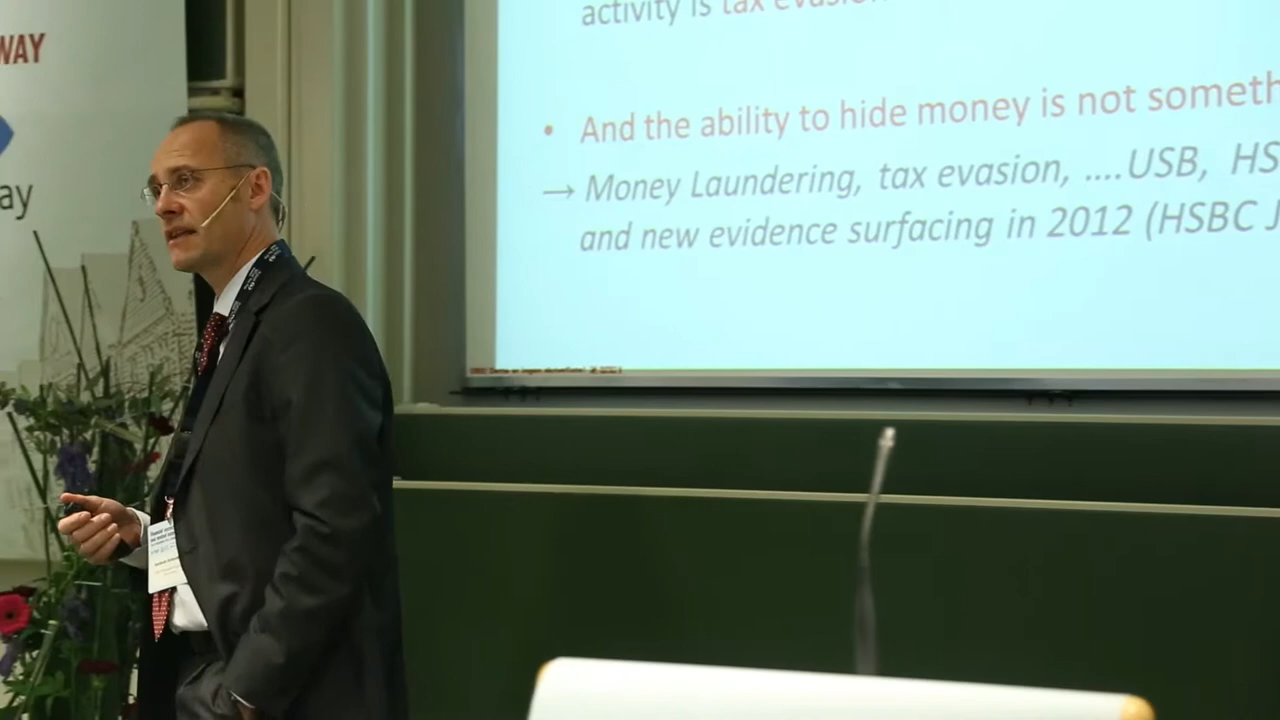 WAY
ay
activity is tax evasion
And the ability to hide money is not someth
→ Money Laundering, tax evasion, ....USB, HS
and new evidence surfacing in 2012 (HSBC J